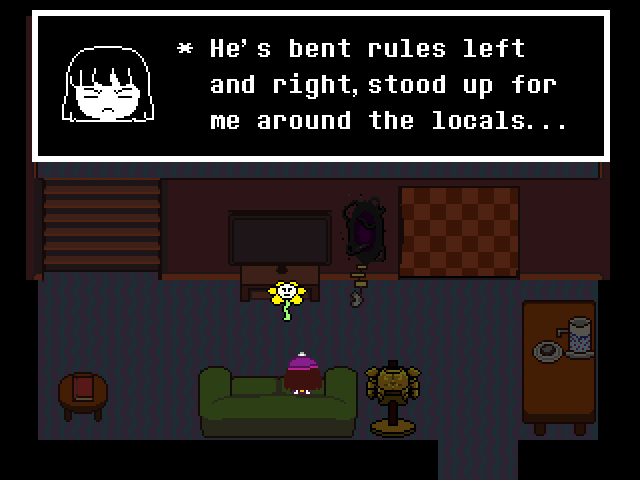 * He's bent rules left
and right, stood up for
me around the locals...